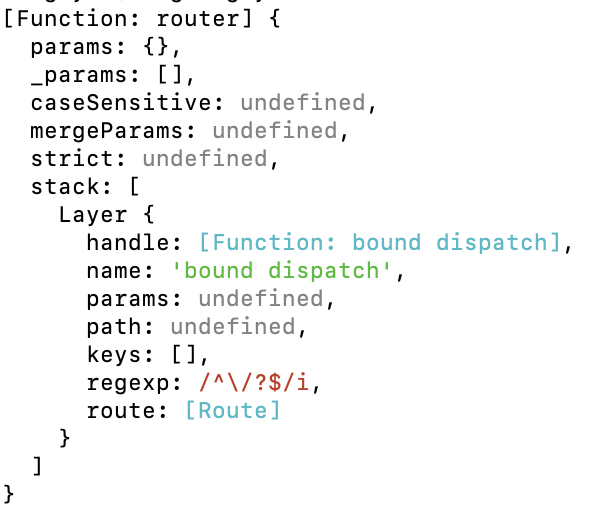 [Function: router] {
  params: {},
  _params: [],
  caseSensitive: undefined,
  mergeParams: undefined,
  strict: undefined,
  stack: [
    Layer {
      handle: [Function: bound dispatch],
      name: 'bound dispatch',
      params: undefined,
      path: undefined,
      keys: [],
      regexp: /^\/?$/i,
      route: [Route]
    }
  ]
}